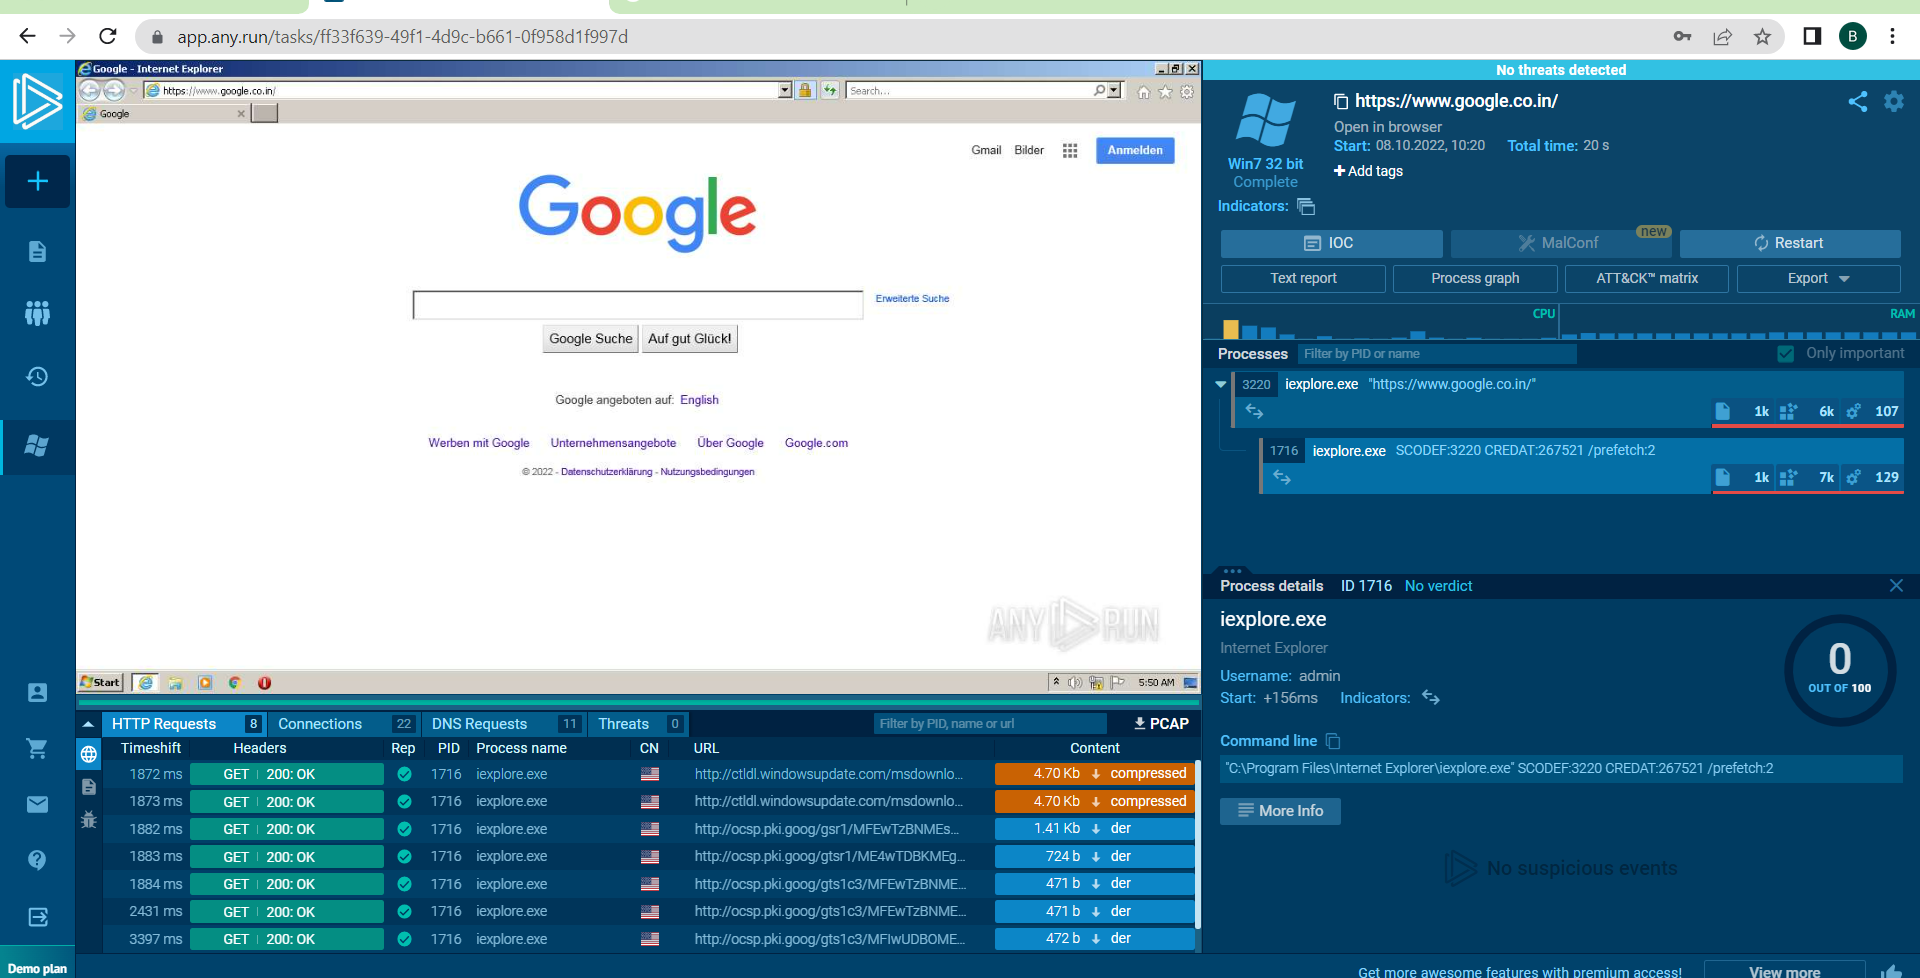 app.any.run/tasks/ff33f639-49f1-4d9c-b661-0f958d1f997d
B
Google - Internet Explorer
https://www.google.co.in/
Search...
Google
Gmail Bilder Anmelden
Google
Erweiterte Suche
Google Suche Auf gut Glück!
Google angeboten auf: English
Werben mit Google Unternehmensangebote Über Google Google.com
© 2022 - Datenschutzerklärung - Nutzungsbedingungen
ANY RUN
Start
5:50 AM
No threats detected
https://www.google.co.in/
Open in browser
Start: 08.10.2022, 10:20 Total time: 20 s
Win7 32 bit
Complete
Add tags
Indicators:
IOC MalConf new Restart
Text report Process graph ATT&CK™ matrix Export
CPU RAM
Processes Filter by PID or name Only important
3220 iexplore.exe "https://www.google.co.in/"
1k 6k 107
1716 iexplore.exe SCODEF:3220 CREDAT:267521 /prefetch:2
1k 7k 129
Process details ID 1716 No verdict
iexplore.exe
Internet Explorer
Username: admin
Start: +156ms Indicators:
0
OUT OF 100
Command line
"C:\Program Files\Internet Explorer\iexplore.exe" SCODEF:3220 CREDAT:267521 /prefetch:2
More Info
No suspicious events
HTTP Requests 8 Connections 22 DNS Requests 11 Threats 0 Filter by PID, name or url PCAP
Timeshift Headers Rep PID Process name CN URL Content
1872 ms GET 200: OK 1716 iexplore.exe http://ctldl.windowsupdate.com/msdownlo... 4.70 Kb compressed
1873 ms GET 200: OK 1716 iexplore.exe http://ctldl.windowsupdate.com/msdownlo... 4.70 Kb compressed
1882 ms GET 200: OK 1716 iexplore.exe http://ocsp.pki.goog/gsr1/MFEwTzBNMEs... 1.41 Kb der
1883 ms GET 200: OK 1716 iexplore.exe http://ocsp.pki.goog/gtsr1/ME4wTDBKMEg... 724 b der
1884 ms GET 200: OK 1716 iexplore.exe http://ocsp.pki.goog/gts1c3/MFEwTzBNME... 471 b der
2431 ms GET 200: OK 1716 iexplore.exe http://ocsp.pki.goog/gts1c3/MFEwTzBNME... 471 b der
3397 ms GET 200: OK 1716 iexplore.exe http://ocsp.pki.goog/gts1c3/MFIwUDBOME... 472 b der
Demo plan
Get more awesome features with premium access! View more